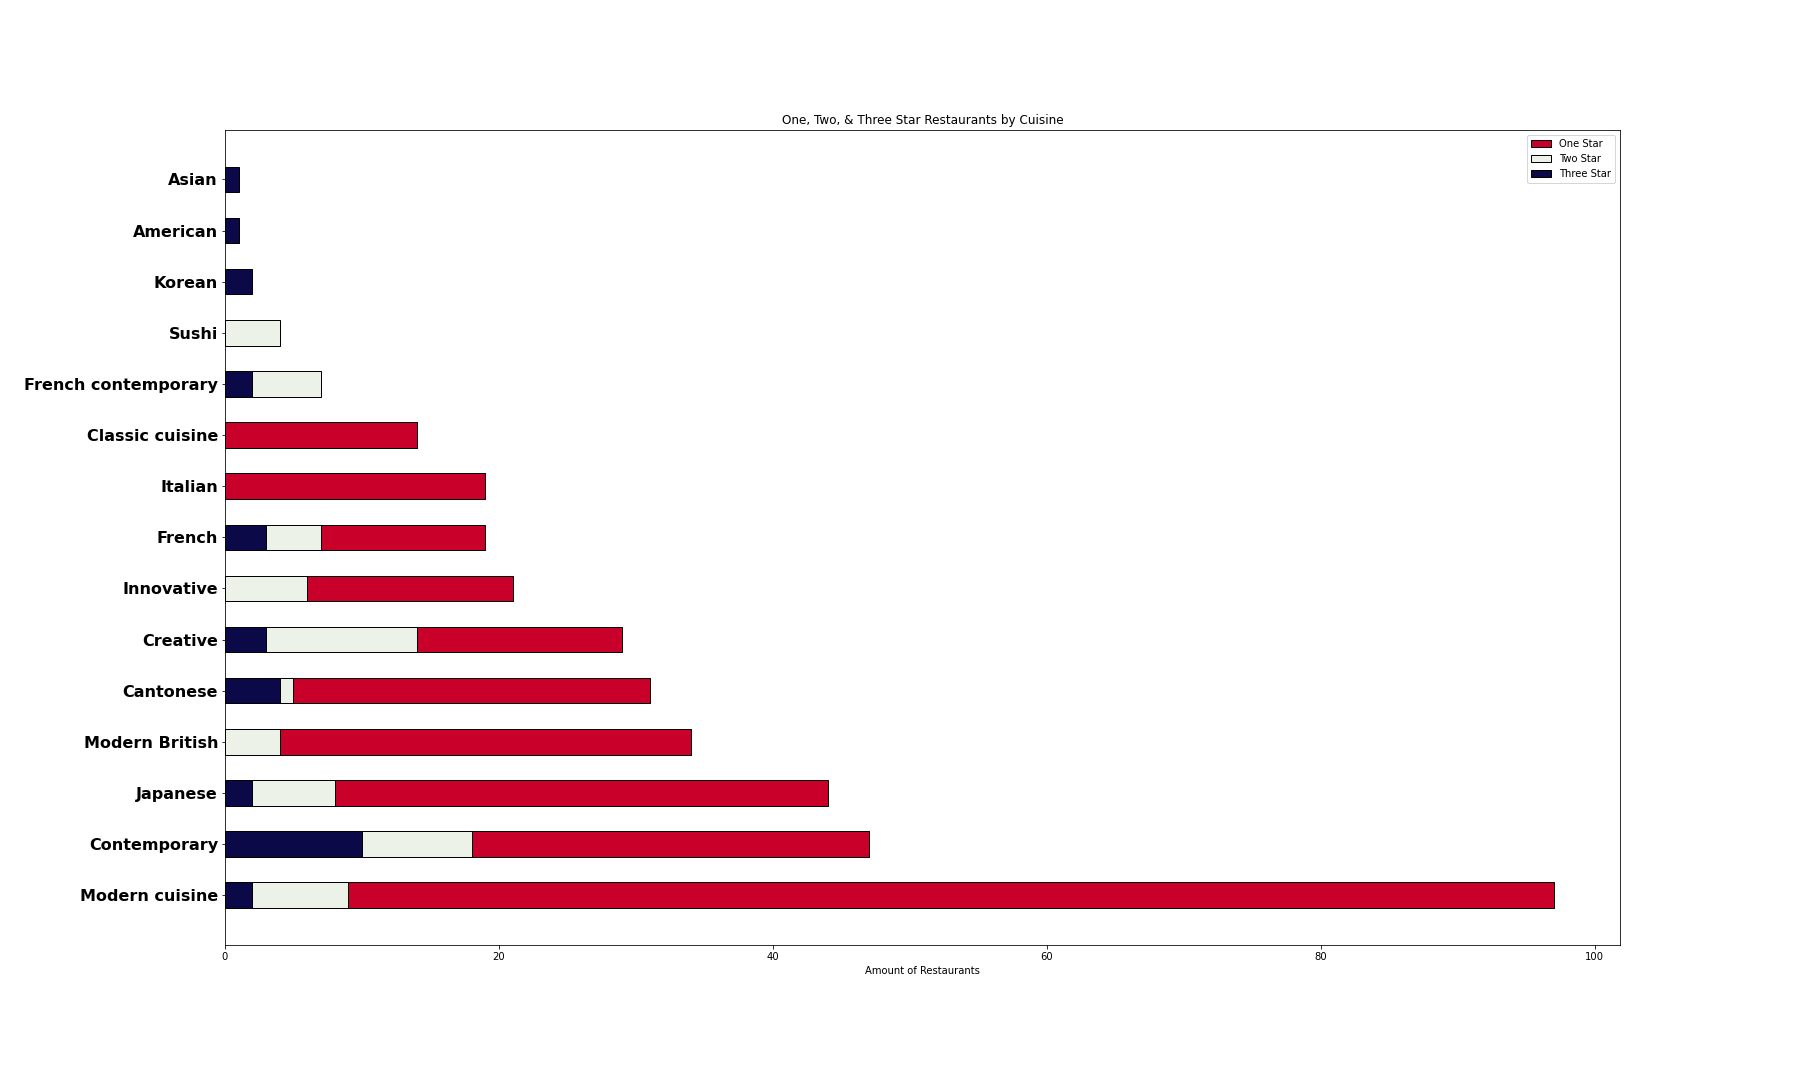 One, Two, & Three Star Restaurants by Cuisine
One Star
Two Star
Three Star
Asian
American
Korean
Sushi
French contemporary
Classic cuisine
Italian
French
Innovative
Creative
Cantonese
Modern British
Japanese
Contemporary
Modern cuisine
0 20 40 60 80 100
Amount of Restaurants